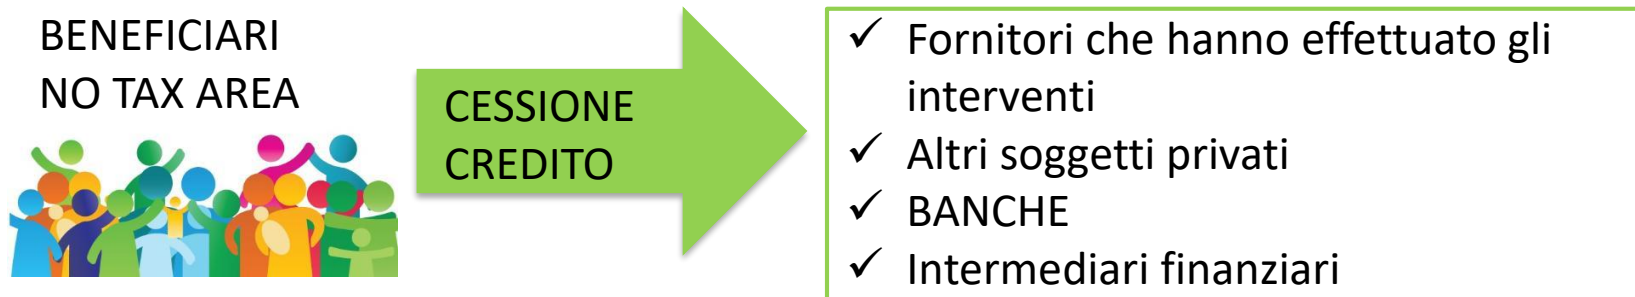 BENEFICIARI
NO TAX AREA
CESSIONE
CREDITO
✓ Fornitori che hanno effettuato gli
interventi
✓ Altri soggetti privati
✓ BANCHE
✓ Intermediari finanziari